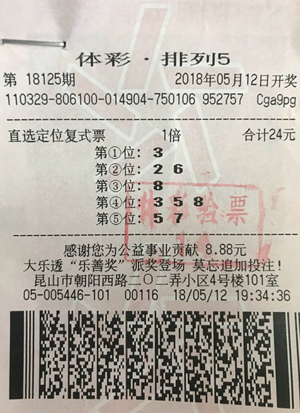 体彩·排列5
第 18125期 2018年05月12日开奖
110329-806100-014904-750106 952757 Cga9pg
直选定位复式票 1倍 合计24元
第①位: 3
第②位: 2 6
第③位: 8
第④位: 3 5 8
第⑤位: 5 7
感谢您为公益事业贡献 8.88元
大乐透“乐善奖”派奖登场 莫忘追加投注!
昆山市朝阳西路二〇二弄小区4号楼101室
05-005446-101 00116 18/05/12 19:34:36